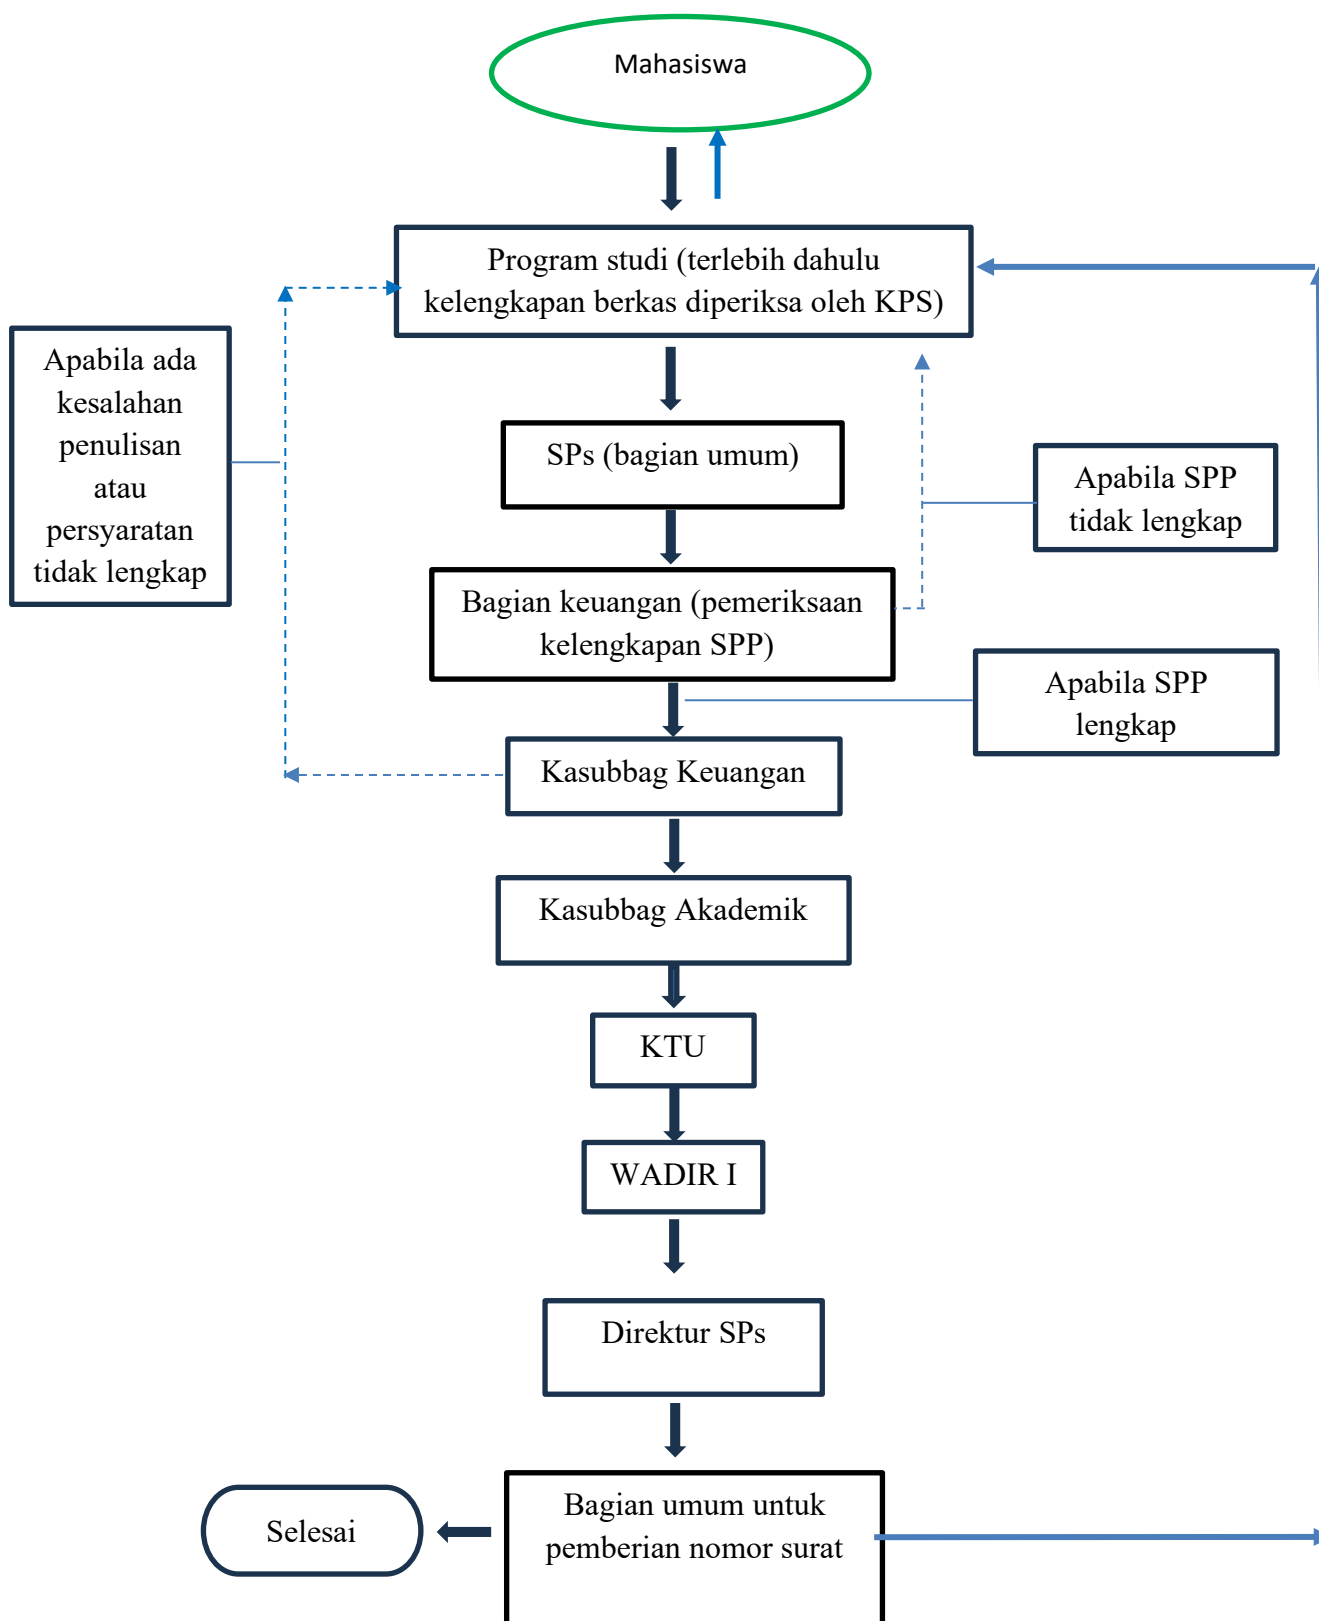 Mahasiswa
Program studi (terlebih dahulu
kelengkapan berkas diperiksa oleh KPS)
Apabila ada
kesalahan
penulisan
atau
persyaratan
tidak lengkap
SPs (bagian umum)
Apabila SPP
tidak lengkap
Bagian keuangan (pemeriksaan
kelengkapan SPP)
Apabila SPP
lengkap
Kasubbag Keuangan
Kasubbag Akademik
KTU
WADIR I
Direktur SPs
Bagian umum untuk
pemberian nomor surat
Selesai